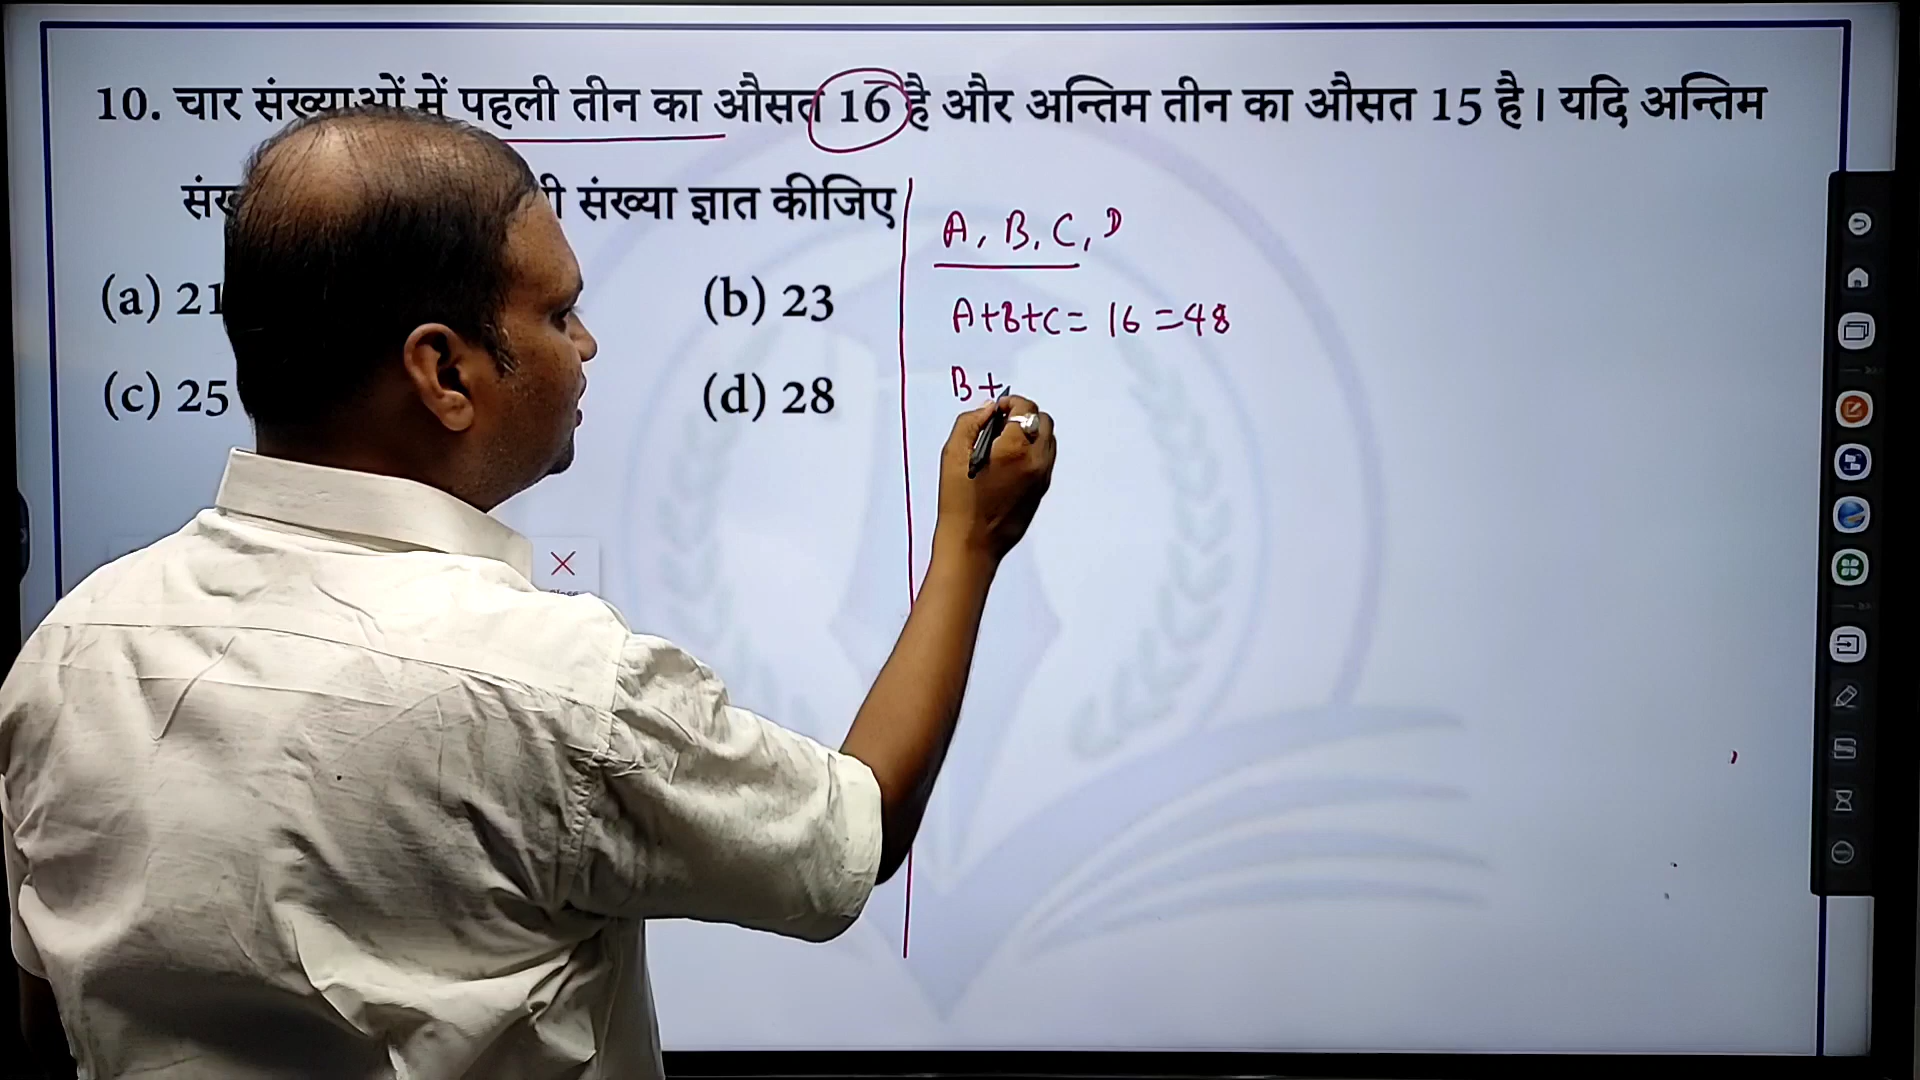 10. चार संख्याओं में पहली तीन का औसत 16 है और अन्तिम तीन का औसत 15 है। यदि अन्तिम
संख्या ज्ञात कीजिए
A, B, C, D
(a) 21
(b) 23
A+B+C= 16 =48
(c) 25
(d) 28
B+